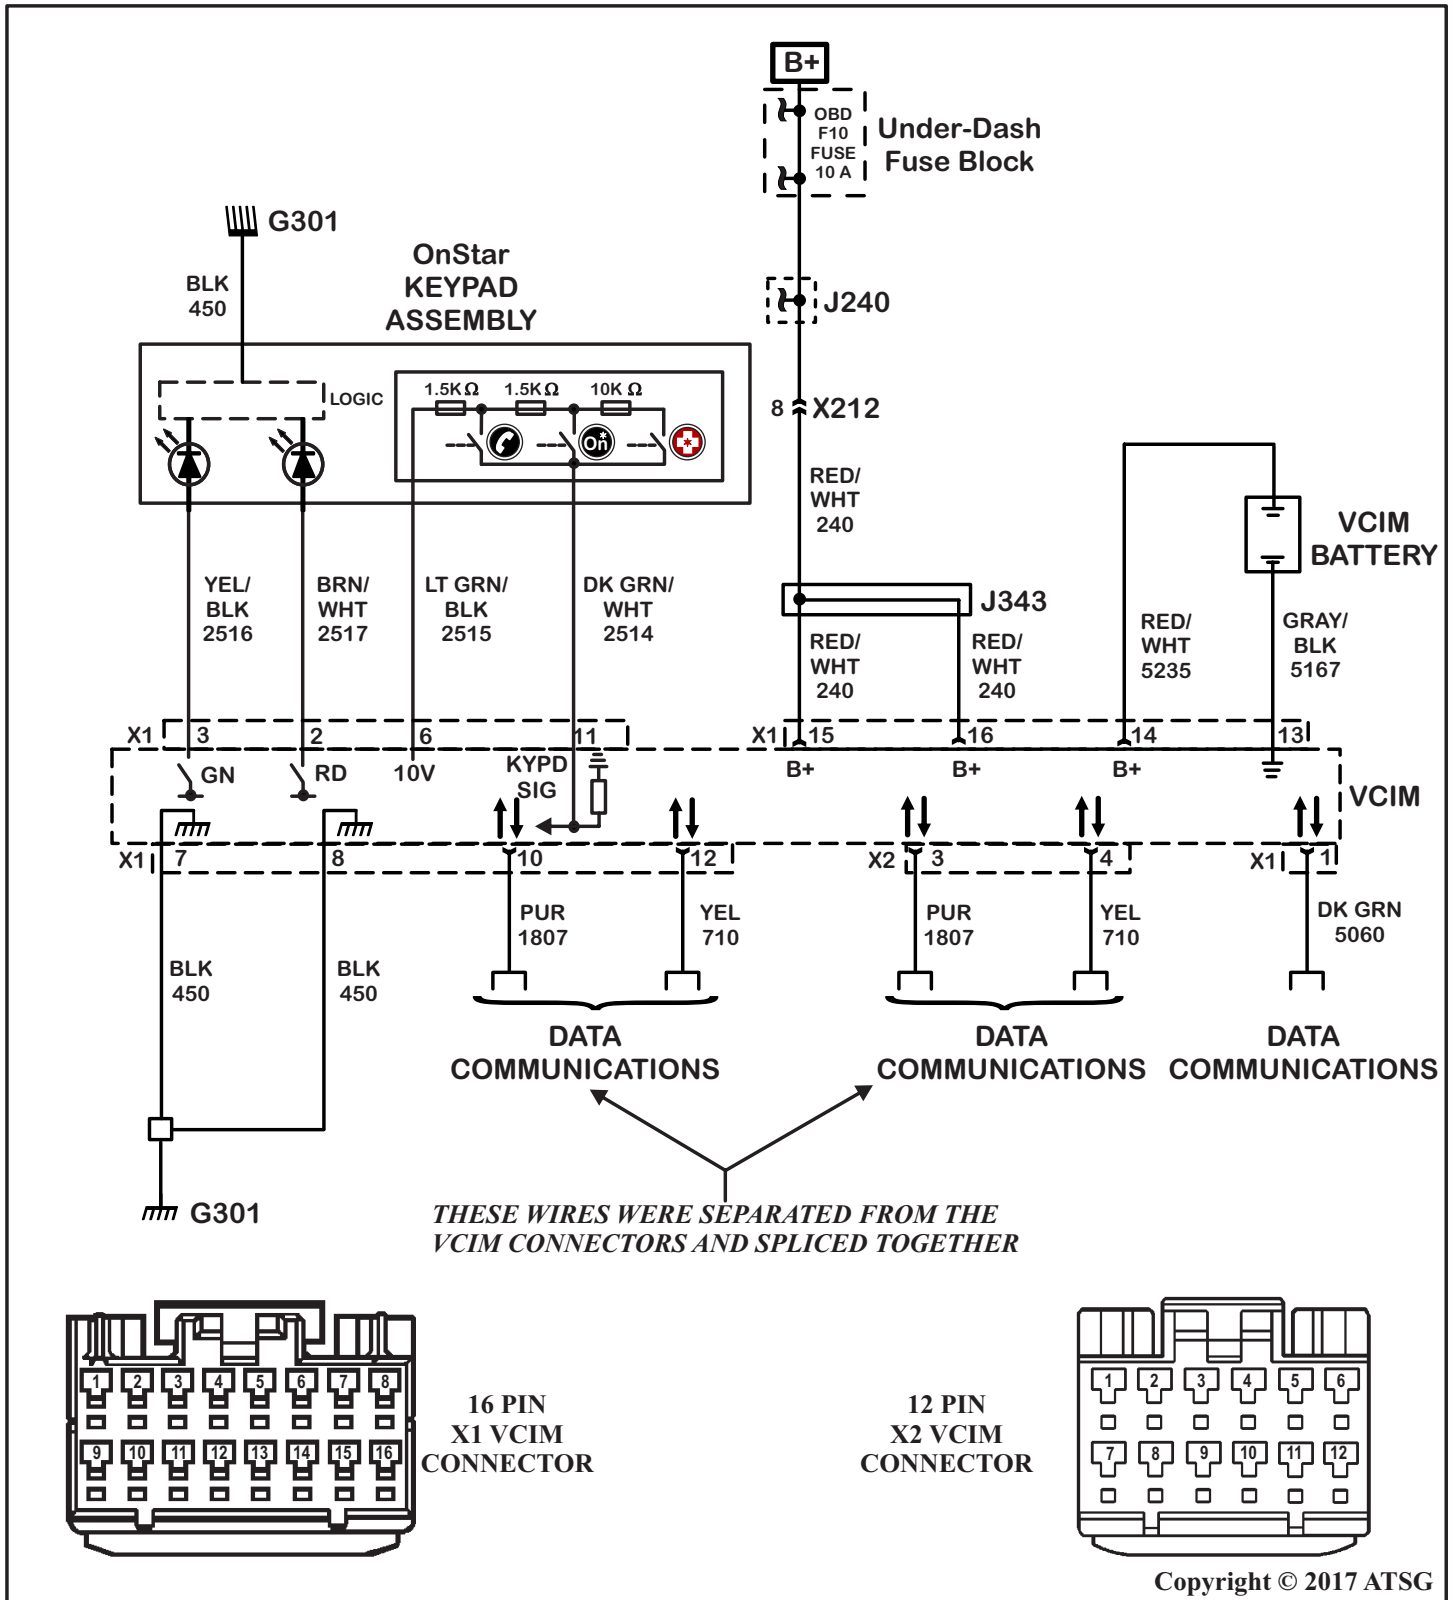 B+
OBD
F10
FUSE
10 A
Under-Dash
Fuse Block
G301
BLK
450
OnStar
KEYPAD
ASSEMBLY
J240
LOGIC
1.5K Ω
1.5K Ω
10K Ω
On
8
X212
RED/
WHT
240
VCIM
BATTERY
YEL/
BLK
2516
BRN/
WHT
2517
LT GRN/
BLK
2515
DK GRN/
WHT
2514
J343
RED/
WHT
240
RED/
WHT
240
RED/
WHT
5235
GRAY/
BLK
5167
X1
3
2
6
11
X1
15
16
14
13
GN
RD
10V
KYPD
SIG
B+
B+
B+
VCIM
X1
7
8
10
12
X2
3
4
X1
1
PUR
1807
YEL
710
PUR
1807
YEL
710
DK GRN
5060
BLK
450
BLK
450
DATA
COMMUNICATIONS
DATA
COMMUNICATIONS
DATA
COMMUNICATIONS
G301
THESE WIRES WERE SEPARATED FROM THE
VCIM CONNECTORS AND SPLICED TOGETHER
1 2 3 4 5 6 7 8
9 10 11 12 13 14 15 16
16 PIN
X1 VCIM
CONNECTOR
12 PIN
X2 VCIM
CONNECTOR
1 2 3 4 5 6
7 8 9 10 11 12
Copyright © 2017 ATSG